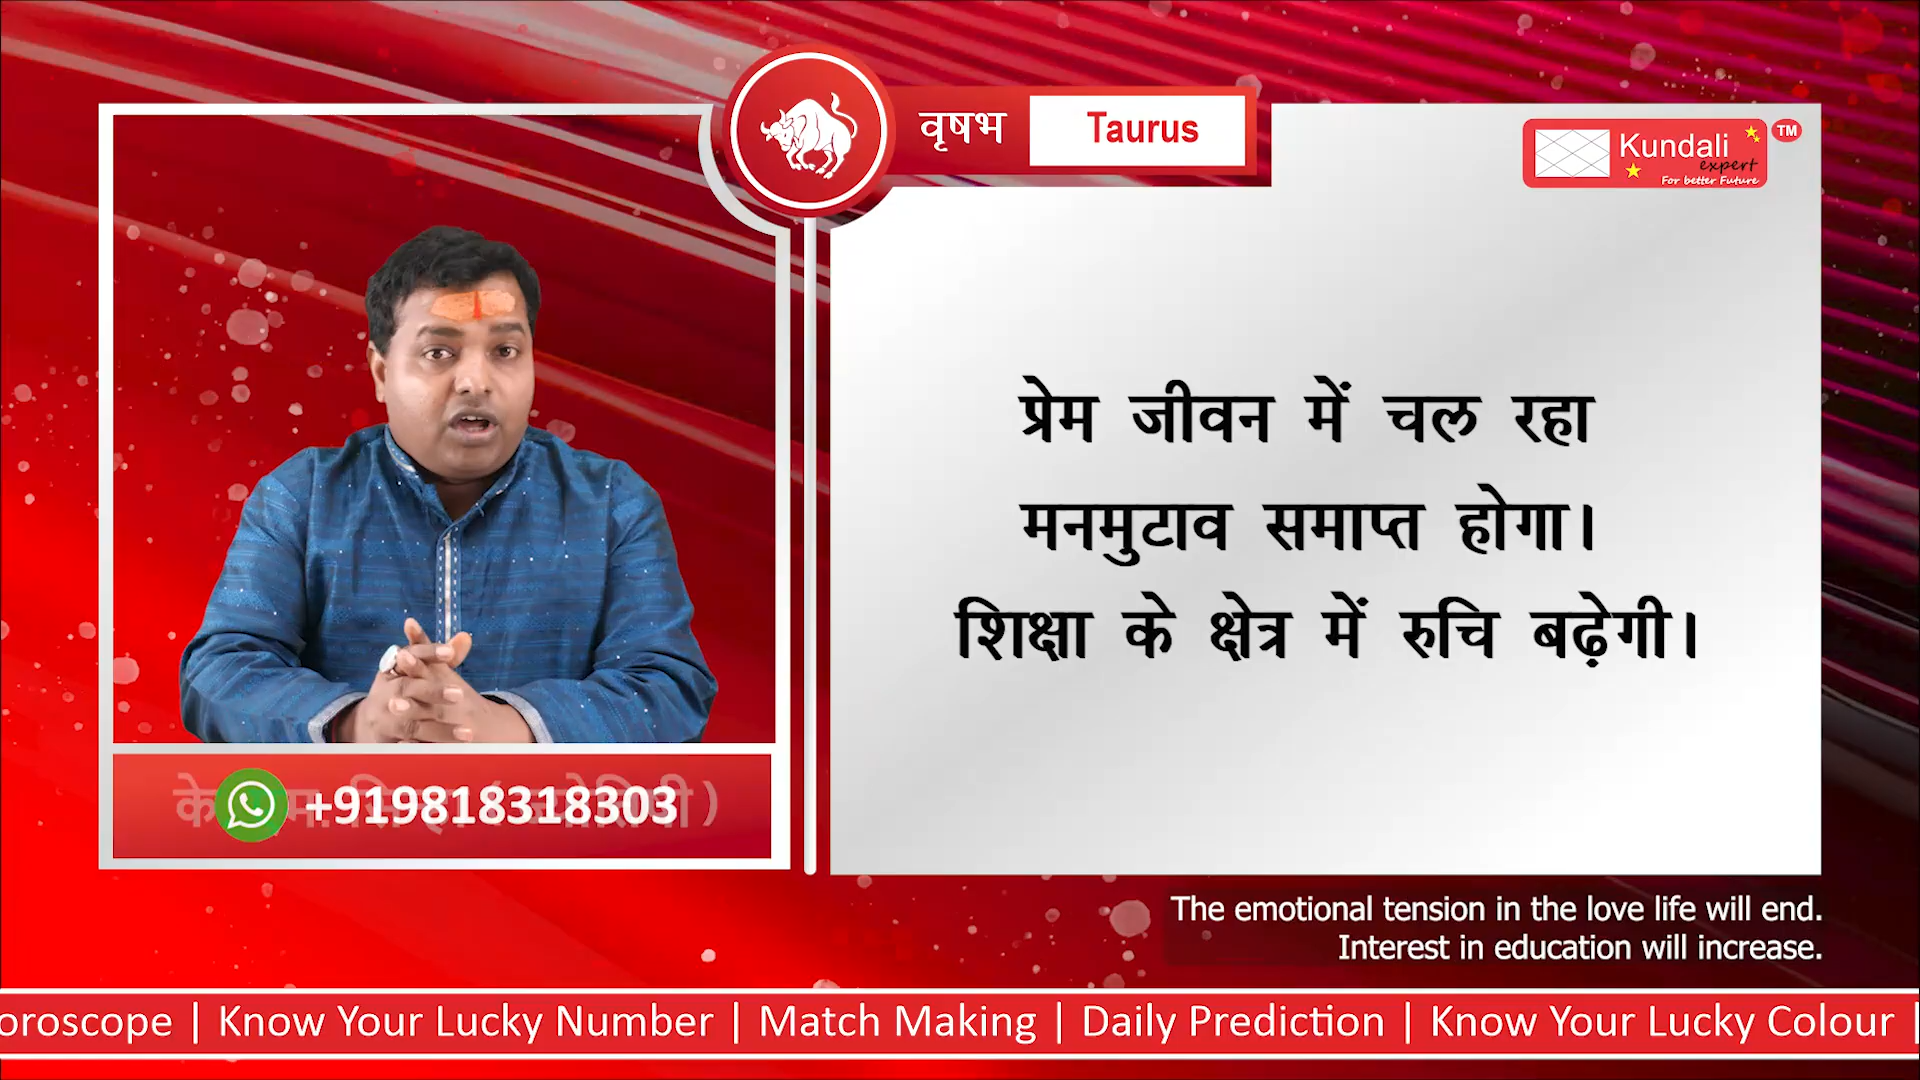 वृषभ
Taurus
Kundali
expert
For better Future
TM
प्रेम जीवन में चल रहा
मनमुटाव समाप्त होगा।
शिक्षा के क्षेत्र में रुचि बढ़ेगी।
+919818318303
The emotional tension in the love life will end.
Interest in education will increase.
oroscope | Know Your Lucky Number | Match Making | Daily Prediction | Know Your Lucky Colour |